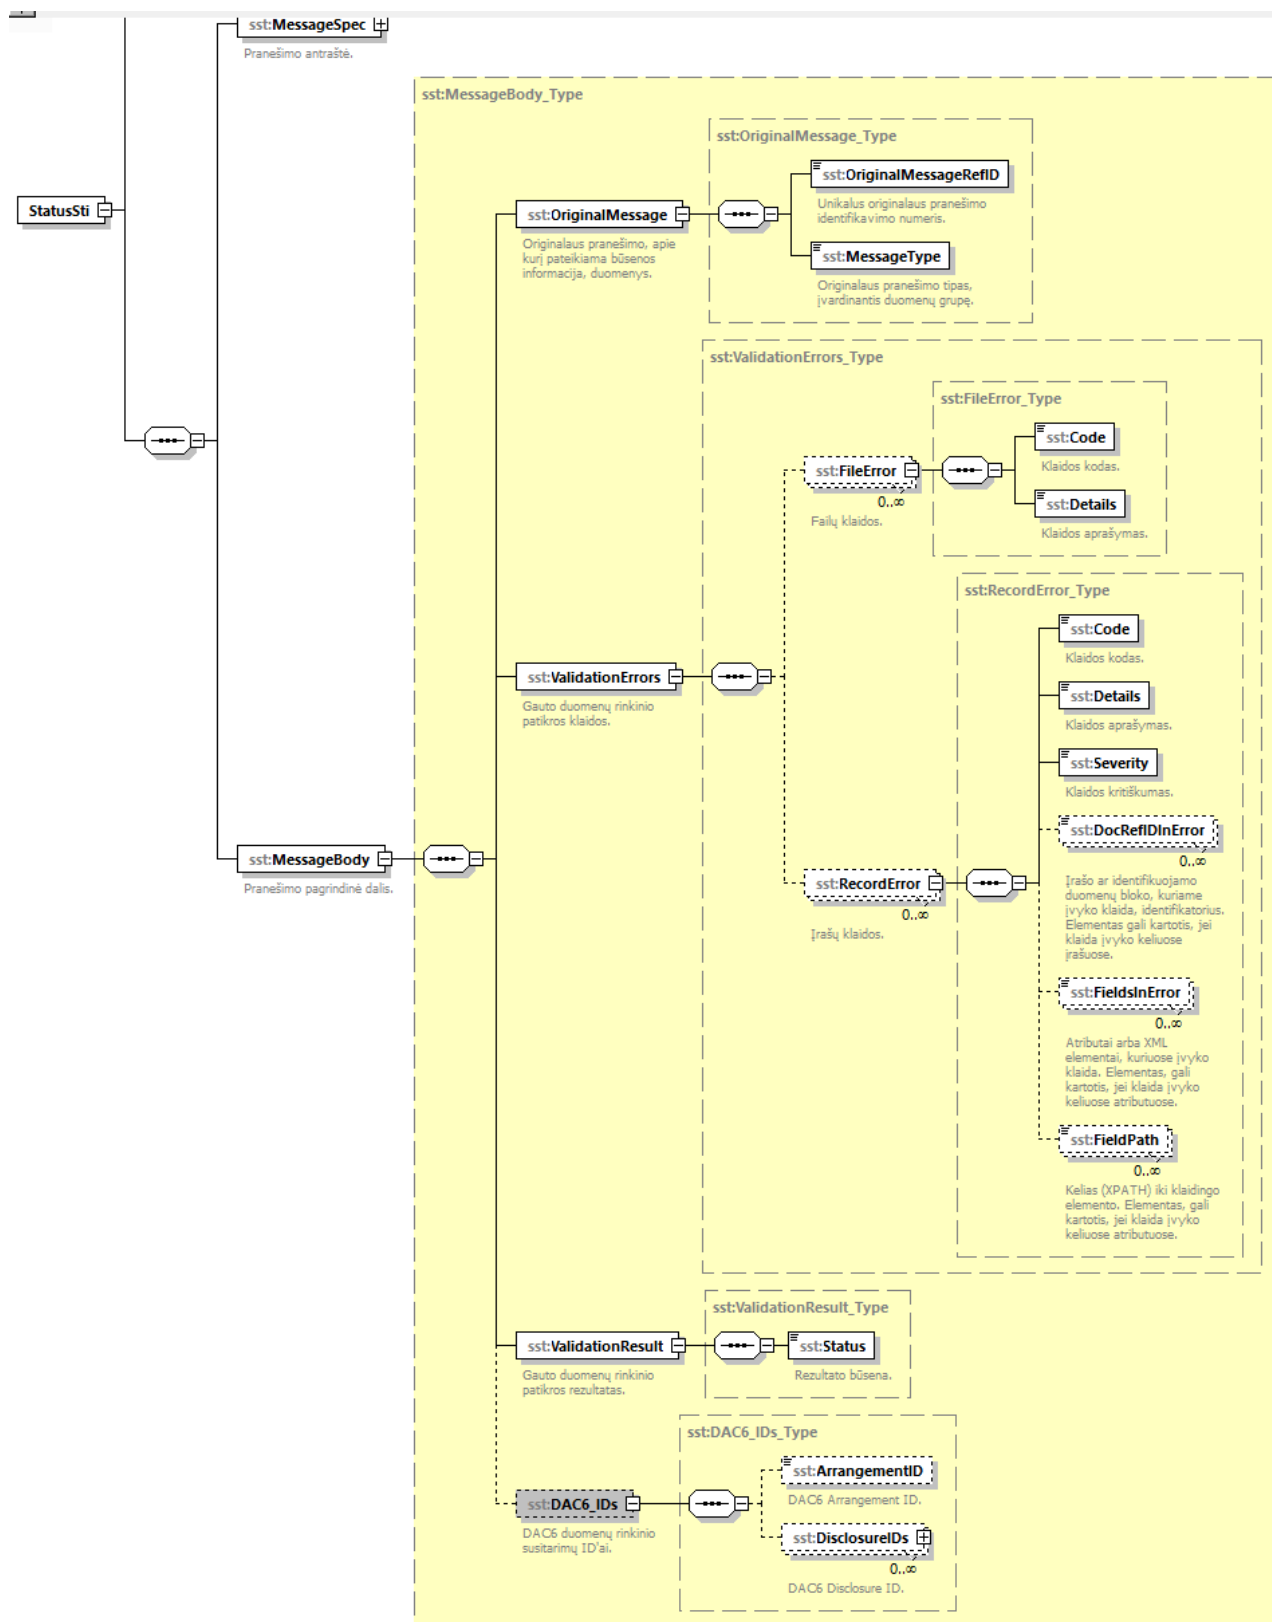 sst:MessageSpec
Pranešimo antraštė.
sst:MessageBody_Type
sst:OriginalMessage_Type
sst:OriginalMessageRefID
Unikalus originalaus pranešimo
identifikavimo numeris.
StatusSti
sst:OriginalMessage
Originalaus pranešimo, apie
kurį pateikiama būsenos
informacija, duomenys.
sst:MessageType
Originalaus pranešimo tipas,
įvardinantis duomenų grupę.
sst:ValidationErrors_Type
sst:FileError_Type
sst:Code
Klaidos kodas.
sst:FileError
0..∞
Failų klaidos.
sst:Details
Klaidos aprašymas.
sst:RecordError_Type
sst:Code
Klaidos kodas.
sst:ValidationErrors
Gauto duomenų rinkinio
patikros klaidos.
sst:Details
Klaidos aprašymas.
sst:Severity
Klaidos kritiškumas.
sst:DocRefIDInError
0..∞
Įrašo ar identifikuojamo
duomenų bloko, kuriame
įvyko klaida, identifikatorius.
Elementas gali kartotis, jei
klaida įvyko keliuose
įrašuose.
sst:MessageBody
Pranešimo pagrindinė dalis.
sst:RecordError
0..∞
Įrašų klaidos.
sst:FieldsInError
0..∞
Atributai arba XML
elementai, kuriuose įvyko
klaida. Elementas, gali
kartotis, jei klaida įvyko
keliuose atributuose.
sst:FieldPath
0..∞
Kelias (XPATH) iki klaidingo
elemento. Elementas, gali
kartotis, jei klaida įvyko
keliuose atributuose.
sst:ValidationResult_Type
sst:ValidationResult
Gauto duomenų rinkinio
patikros rezultatas.
sst:Status
Rezultato būsena.
sst:DAC6_IDs_Type
sst:ArrangementID
DAC6 Arrangement ID.
sst:DAC6_IDs
DAC6 duomenų rinkinio
susitarimų ID'ai.
sst:DisclosureIDs
0..∞
DAC6 Disclosure ID.